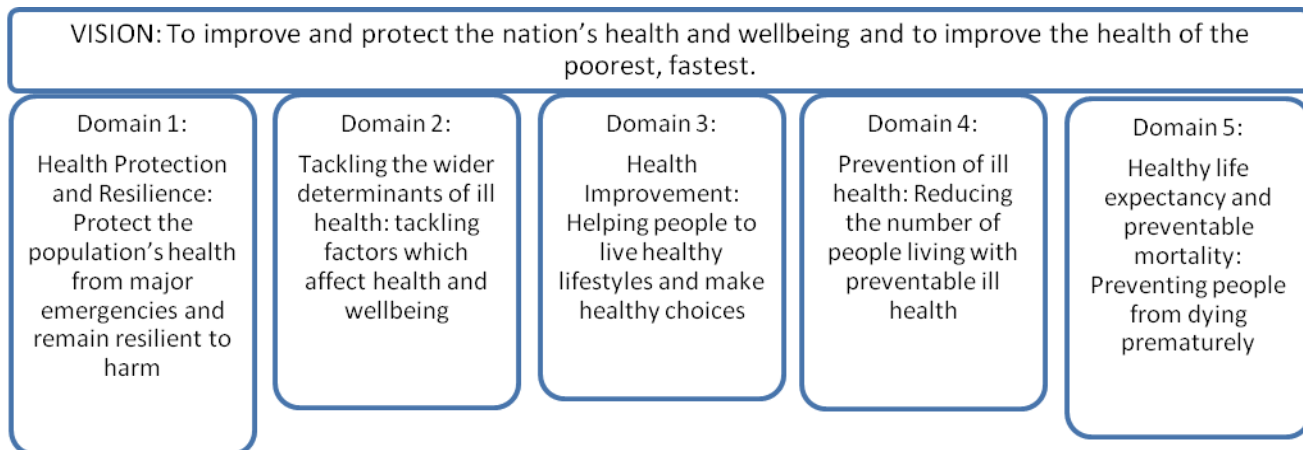 VISION: To improve and protect the nation’s health and wellbeing and to improve the health of the
poorest, fastest.
Domain 1:
Health Protection
and Resilience:
Protect the
population’s health
from major
emergencies and
remain resilient to
harm
Domain 2:
Tackling the wider
determinants of ill
health: tackling
factors which
affect health and
wellbeing
Domain 3:
Health
Improvement:
Helping people to
live healthy
lifestyles and make
healthy choices
Domain 4:
Prevention of ill
health: Reducing
the number of
people living with
preventable ill
health
Domain 5:
Healthy life
expectancy and
preventable
mortality:
Preventing people
from dying
prematurely